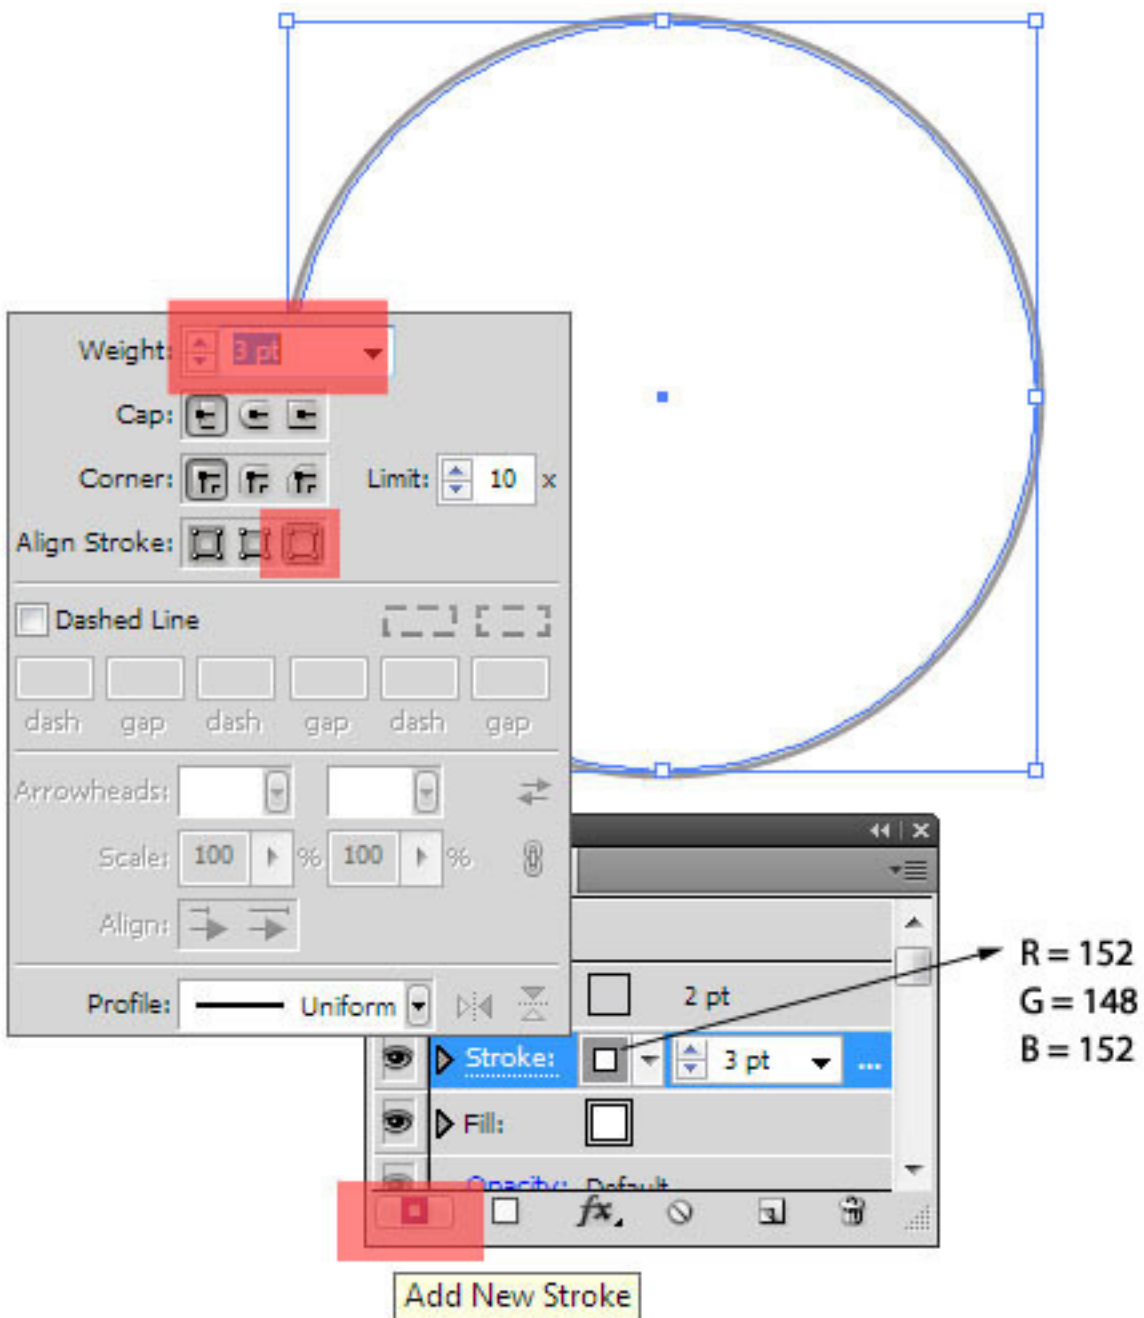 Weight: 3 pt
Cap:
Corner: Limit: 10 x
Align Stroke:
Dashed Line
dash gap dash gap dash gap
Arrowheads:
Scale: 100 % 100 %
Align:
Profile: Uniform
2 pt
Stroke: 3 pt ...
Fill:
Opacity: Default
fx
R = 152
G = 148
B = 152
Add New Stroke